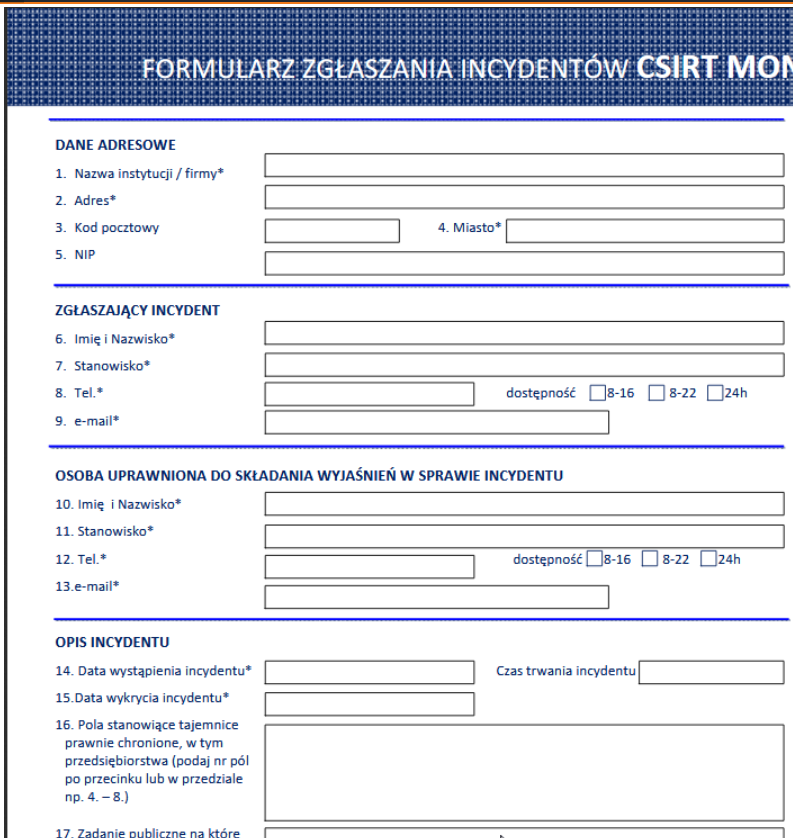 FORMULARZ ZGŁASZANIA INCYDENTÓW CSIRT MON
DANE ADRESOWE
1. Nazwa instytucji / firmy*
2. Adres*
3. Kod pocztowy 4. Miasto*
5. NIP
ZGŁASZAJĄCY INCYDENT
6. Imię i Nazwisko*
7. Stanowisko*
8. Tel.* dostępność 8-16 8-22 24h
9. e-mail*
OSOBA UPRAWNIONA DO SKŁADANIA WYJAŚNIEŃ W SPRAWIE INCYDENTU
10. Imię i Nazwisko*
11. Stanowisko*
12. Tel.* dostępność 8-16 8-22 24h
13.e-mail*
OPIS INCYDENTU
14. Data wystąpienia incydentu* Czas trwania incydentu
15.Data wykrycia incydentu*
16. Pola stanowiące tajemnice
prawnie chronione, w tym
przedsiębiorstwa (podaj nr pól
po przecinku lub w przedziale
np. 4. – 8.)
17. Zadanie publiczne na które